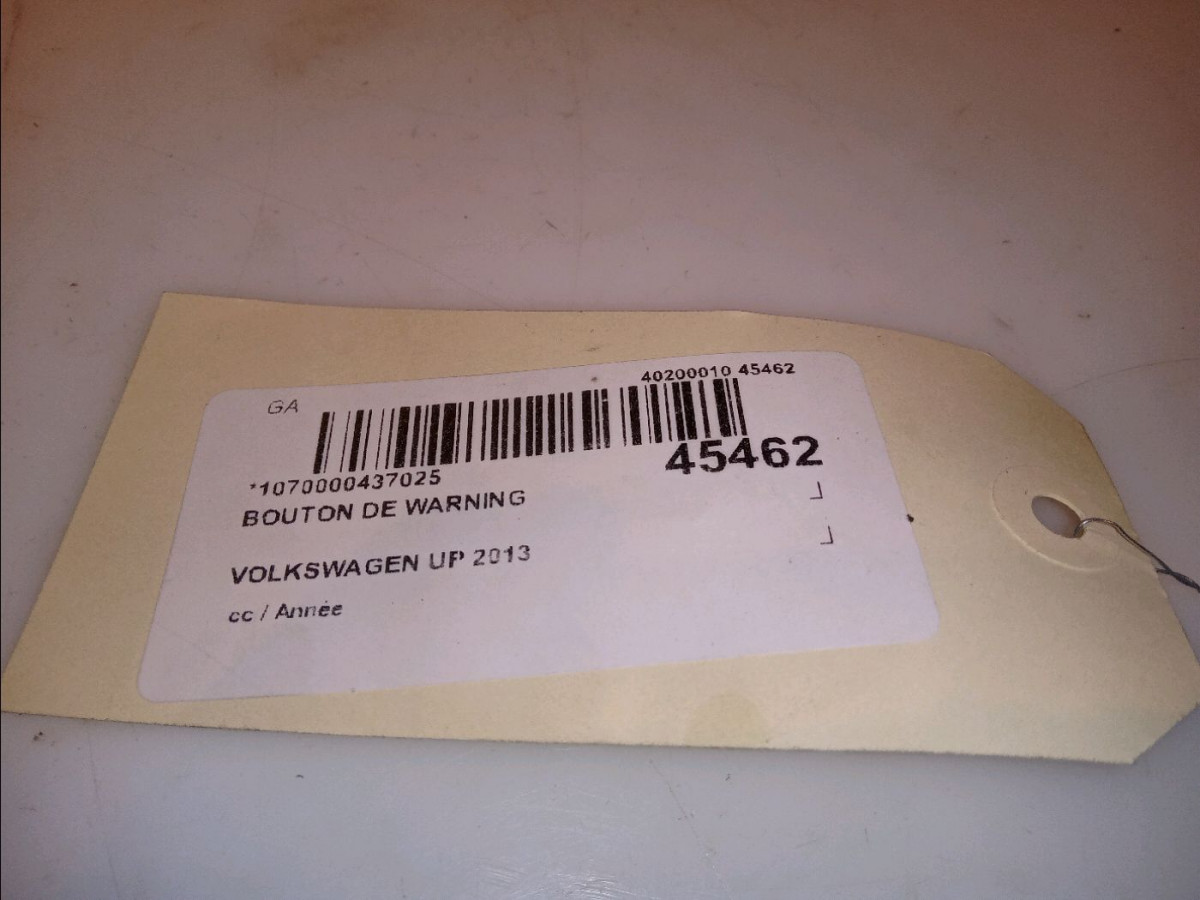 GA
40200010 45462
45462
*1070000437025
BOUTON DE WARNING
VOLKSWAGEN UP 2013
cc / Année